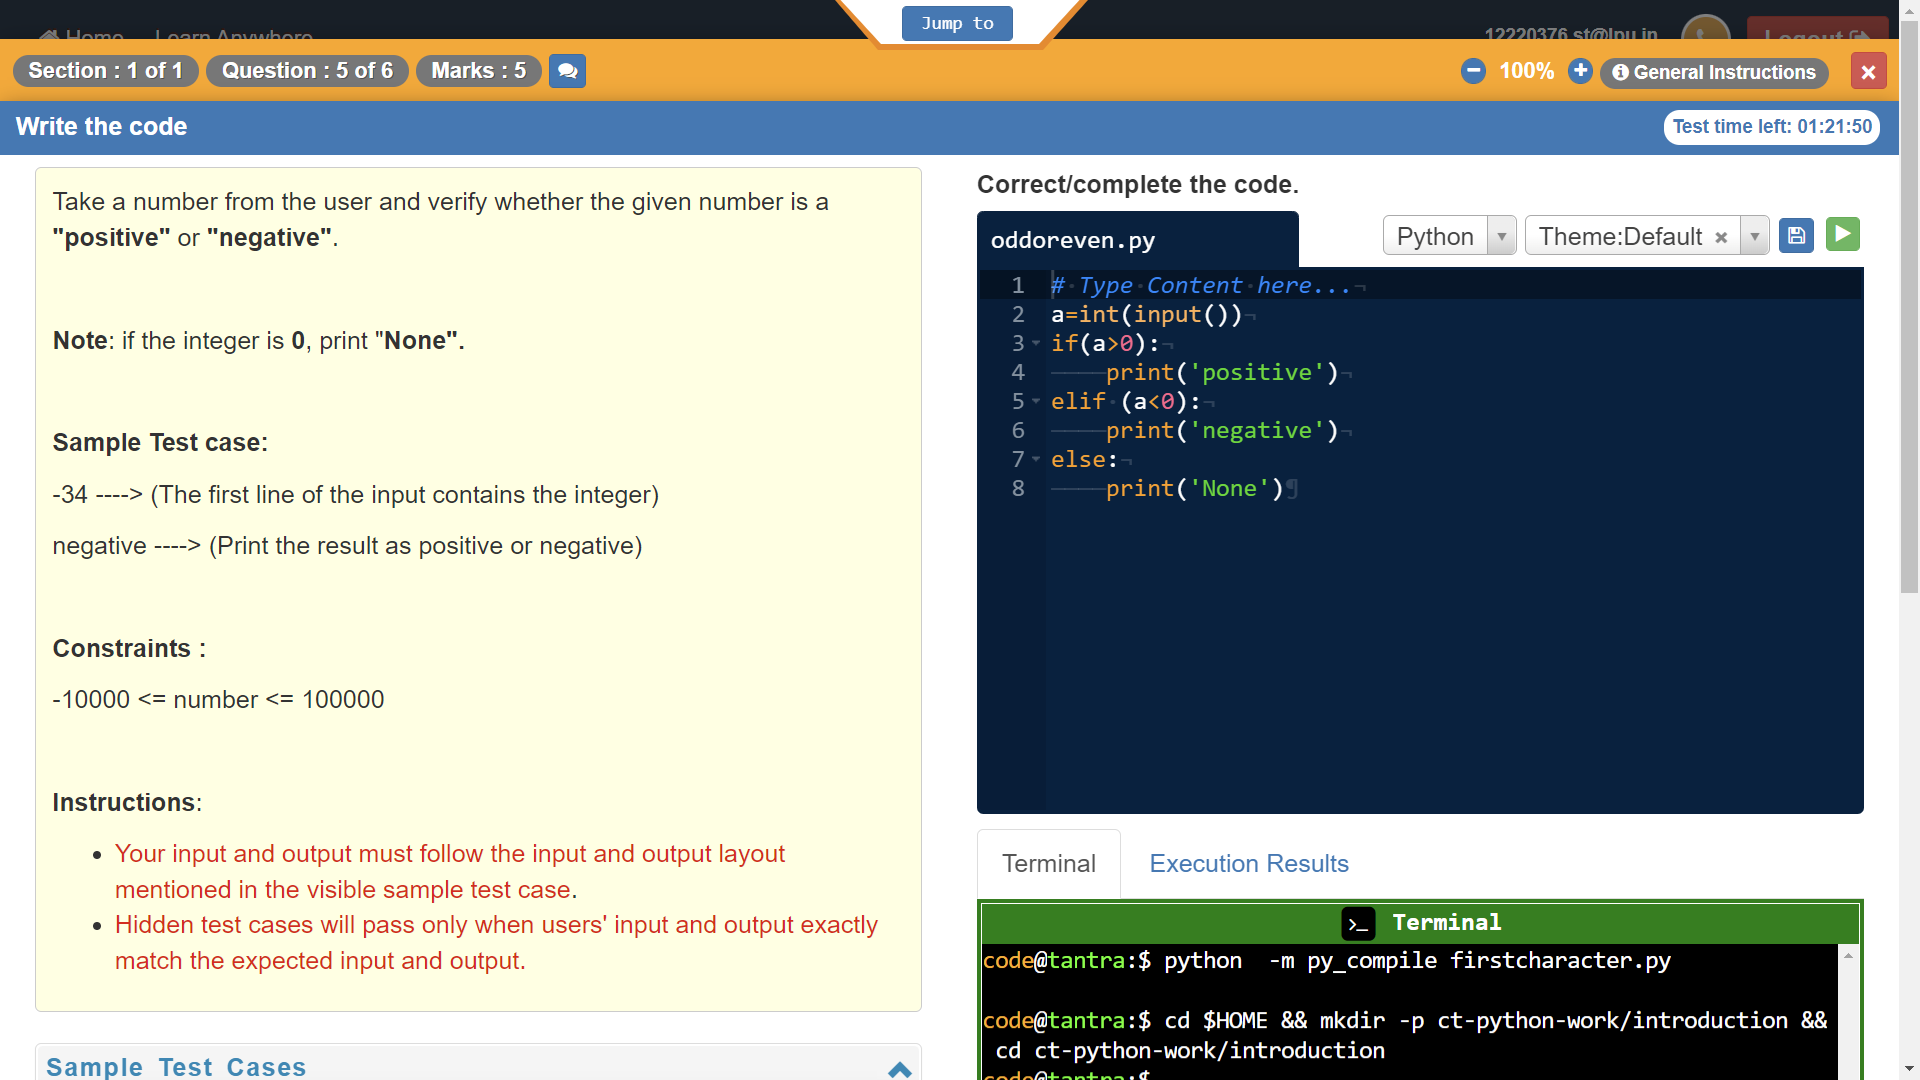 Jump to
Home Learn Anywhere 12220376.st@lpu.in Logout
Section : 1 of 1 Question : 5 of 6 Marks : 5 100% General Instructions
Write the code Test time left: 01:21:50
Take a number from the user and verify whether the given number is a
"positive" or "negative".
Note: if the integer is 0, print "None".
Sample Test case:
-34 ----> (The first line of the input contains the integer)
negative ----> (Print the result as positive or negative)
Constraints :
-10000 <= number <= 100000
Instructions:
• Your input and output must follow the input and output layout
mentioned in the visible sample test case.
• Hidden test cases will pass only when users' input and output exactly
match the expected input and output.
Sample Test Cases
Correct/complete the code.
oddoreven.py Python Theme:Default ×
1 # Type Content here...
2 a=int(input())
3 if(a>0):
4 print('positive')
5 elif (a<0):
6 print('negative')
7 else:
8 print('None')
Terminal Execution Results
>_ Terminal
code@tantra:$ python -m py_compile firstcharacter.py
code@tantra:$ cd $HOME && mkdir -p ct-python-work/introduction &&
cd ct-python-work/introduction
code@tantra:$